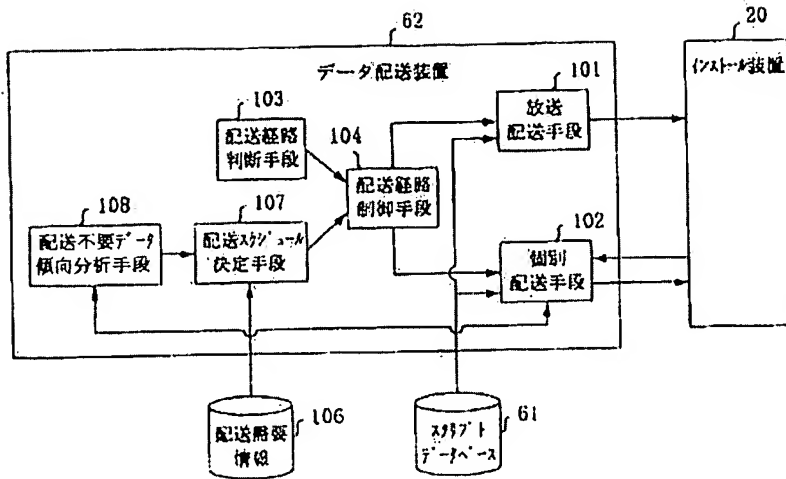 62
20
データ配送装置
インストール装置
101
放送
配送手段
103
配送経路
判断手段
104
配送経路
制御手段
108
配送不要データ
傾向分析手段
107
配送スケジュール
決定手段
102
個別
配送手段
106
配送概要
情報
61
スクリプト
データベース